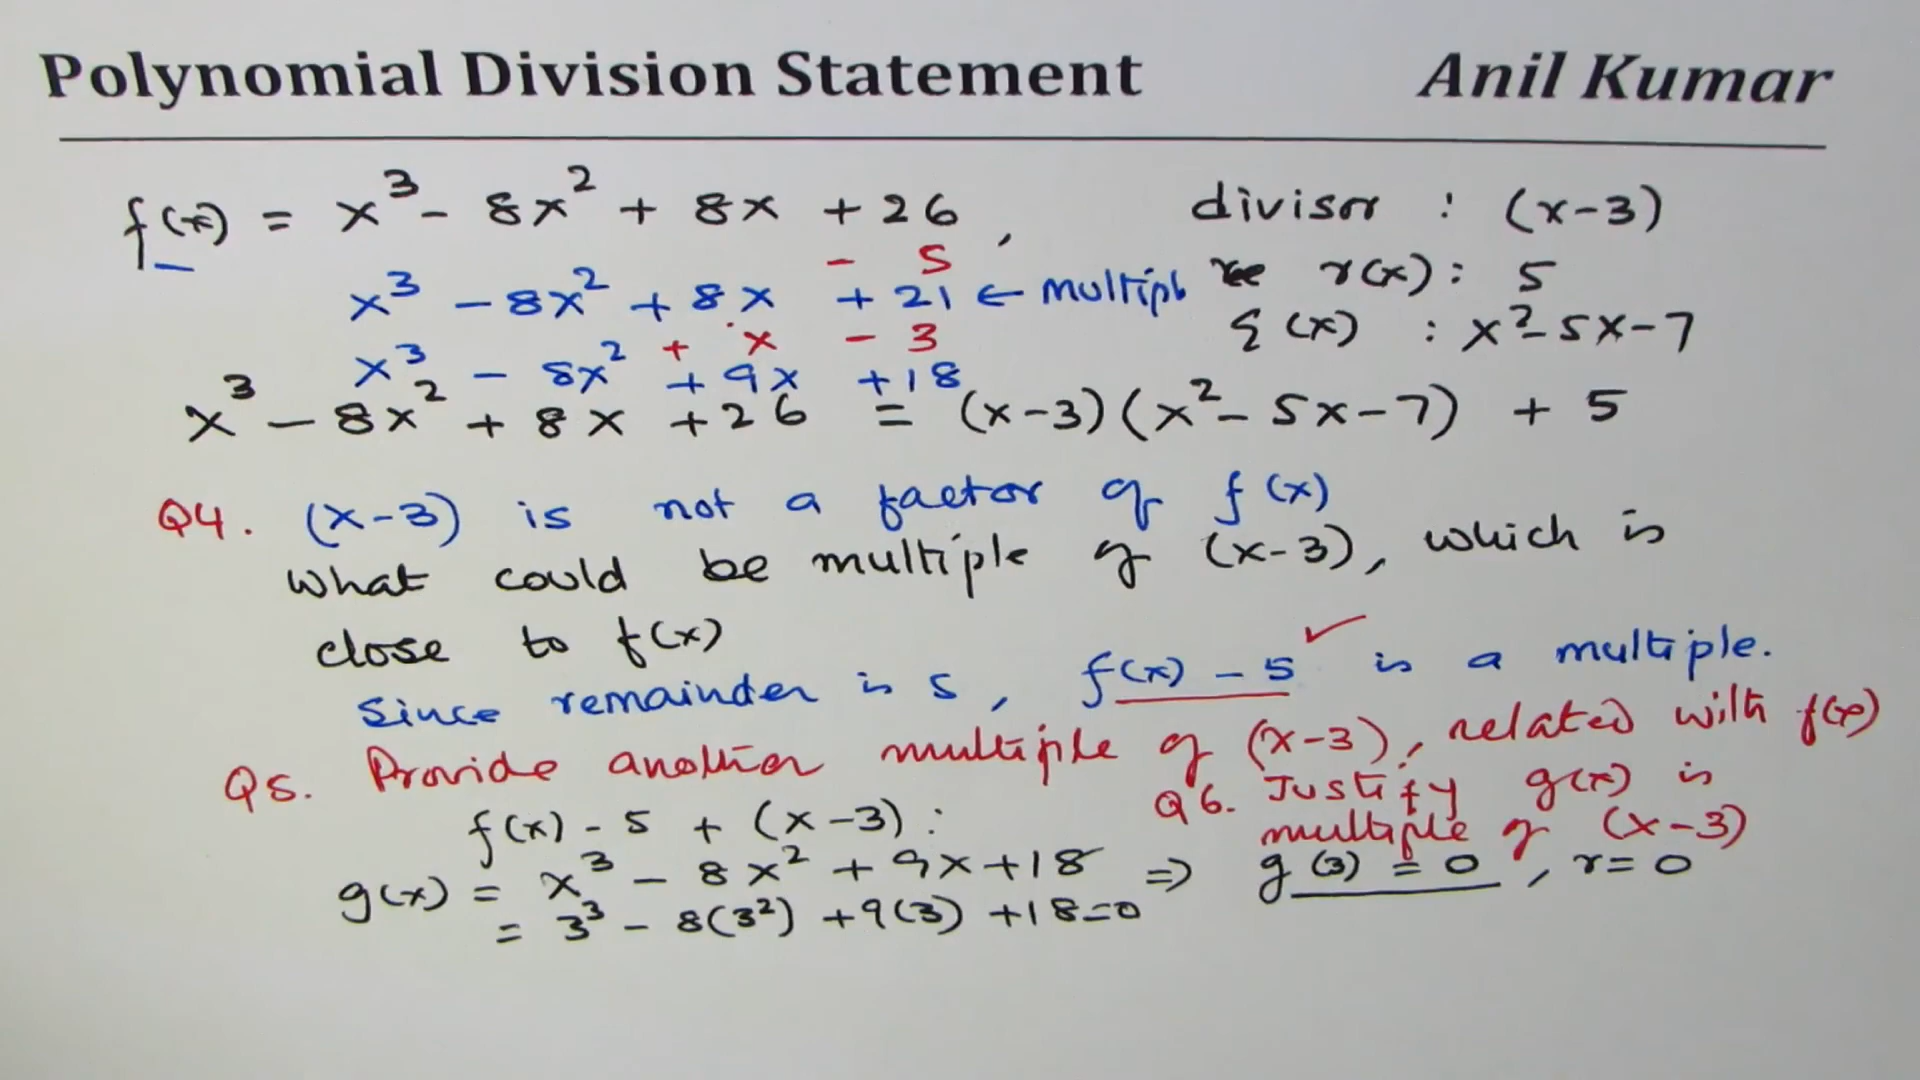 Polynomial Division Statement Anil Kumar
f(x) = x³ - 8x² + 8x + 26 , divisor : (x-3)
- 5
x³ - 8x² + 8x + 21 ← multiple r(x) : 5
+ x - 3 q(x) : x² - 5x - 7
x³ - 8x² + 9x + 18
x³ - 8x² + 8x + 26 = (x-3)(x² - 5x - 7) + 5
Q4. (x-3) is not a factor of f(x)
What could be multiple of (x-3), which is
close to f(x)
Since remainder is 5, f(x) - 5 ✓ is a multiple.
Q5. Provide another multiple of (x-3), related with f(x)
f(x) - 5 + (x-3) :
Q6. Justify g(x) is
multiple of (x-3)
g(x) = x³ - 8x² + 9x + 18 ⇒ g(3) = 0 , r = 0
= 3³ - 8(3²) + 9(3) + 18 = 0